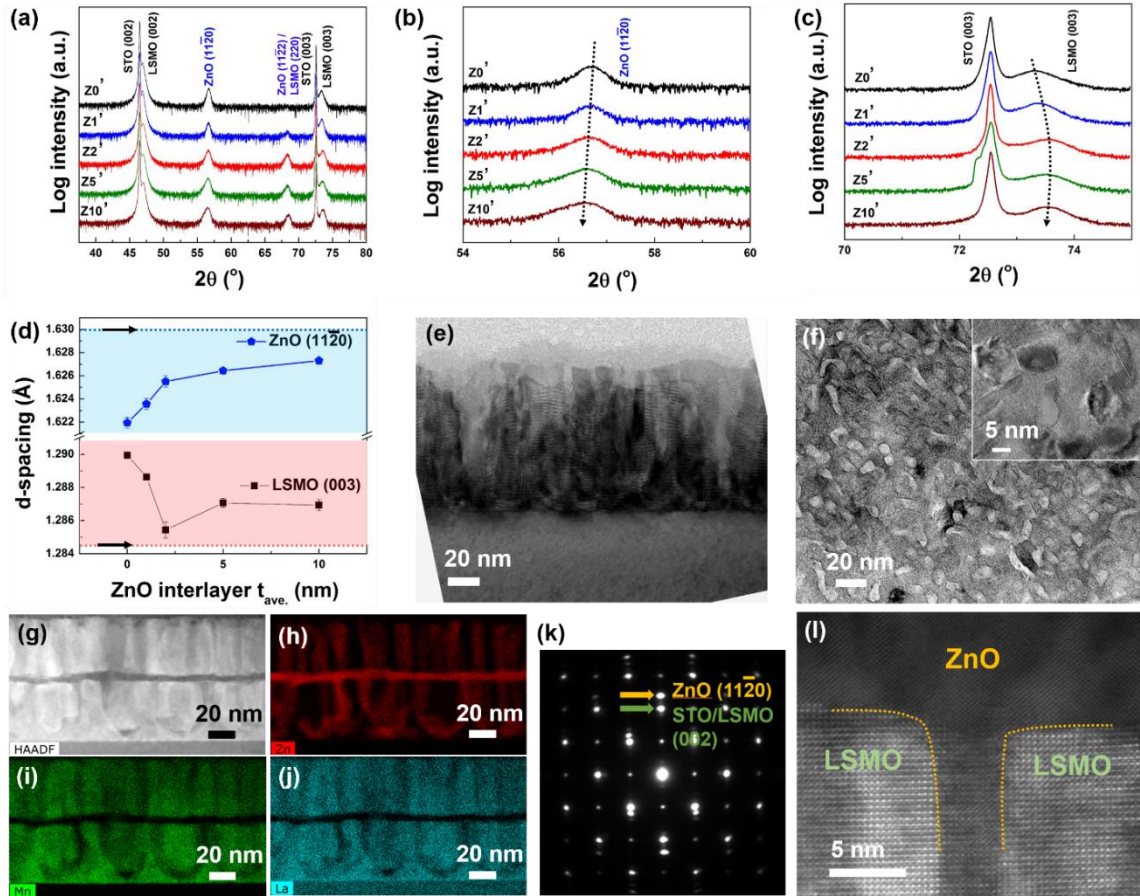 (a)
Log intensity (a.u.)
STO (002)
LSMO (002)
ZnO (112̅0)
ZnO (112̅2) /
LSMO (220)
STO (003)
LSMO (003)
Z0'
Z1'
Z2'
Z5'
Z10'
40 45 50 55 60 65 70 75 80
2θ (°)
(b)
Log intensity (a.u.)
ZnO (112̅0)
Z0'
Z1'
Z2'
Z5'
Z10'
54 56 58 60
2θ (°)
(c)
Log intensity (a.u.)
STO (003)
LSMO (003)
Z0'
Z1'
Z2'
Z5'
Z10'
70 72 74
2θ (°)
(d)
d-spacing (Å)
1.630
1.628
1.626
1.624
1.622
1.290
1.288
1.286
1.284
ZnO (112̅0)
LSMO (003)
0 2 4 6 8 10 12
ZnO interlayer t_ave. (nm)
(e)
20 nm
(f)
5 nm
20 nm
(g)
20 nm
HAADF
(h)
20 nm
Zn
(i)
20 nm
Mn
(j)
20 nm
La
(k)
ZnO (112̅0)
STO/LSMO
(002)
(l)
ZnO
LSMO
LSMO
5 nm